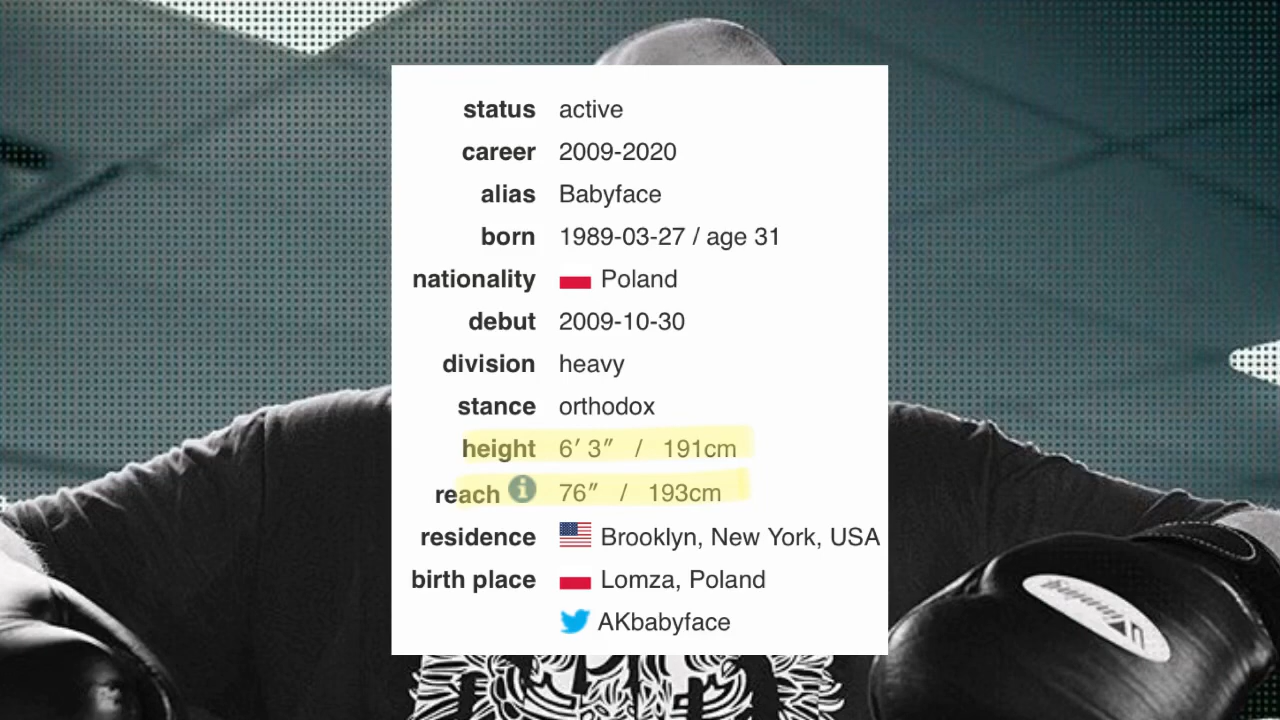 status active
career 2009-2020
alias Babyface
born 1989-03-27 / age 31
nationality Poland
debut 2009-10-30
division heavy
stance orthodox
height 6′ 3″ / 191cm
reach 76″ / 193cm
residence Brooklyn, New York, USA
birth place Lomza, Poland
AKbabyface
Winning